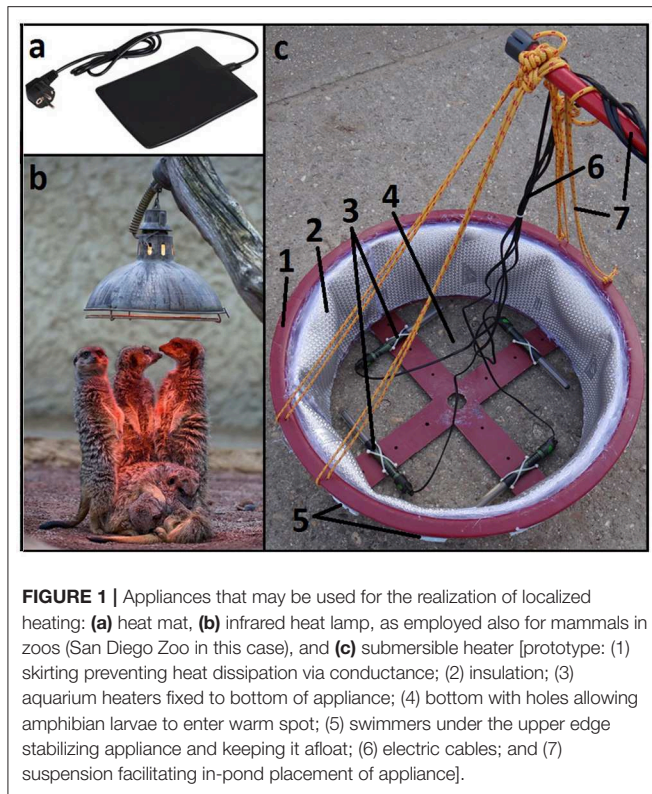 a
c
b
1
2
3
4
5
6
7
FIGURE 1 | Appliances that may be used for the realization of localized
heating: (a) heat mat, (b) infrared heat lamp, as employed also for mammals in
zoos (San Diego Zoo in this case), and (c) submersible heater [prototype: (1)
skirting preventing heat dissipation via conductance; (2) insulation; (3)
aquarium heaters fixed to bottom of appliance; (4) bottom with holes allowing
amphibian larvae to enter warm spot; (5) swimmers under the upper edge
stabilizing appliance and keeping it afloat; (6) electric cables; and (7)
suspension facilitating in-pond placement of appliance].